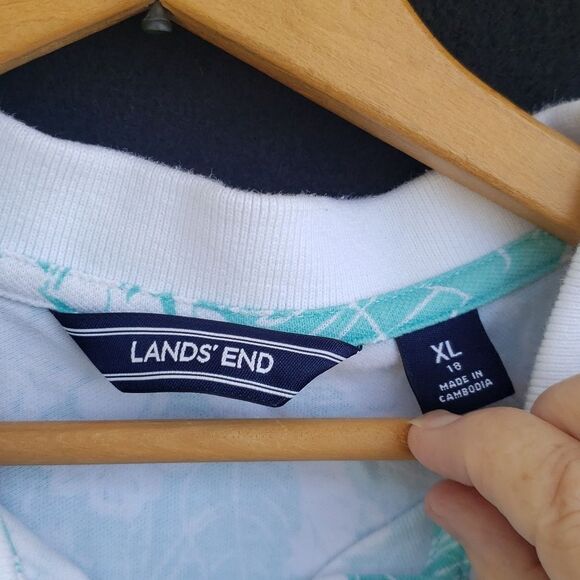 LANDS' END
XL
18
MADE IN
CAMBODIA